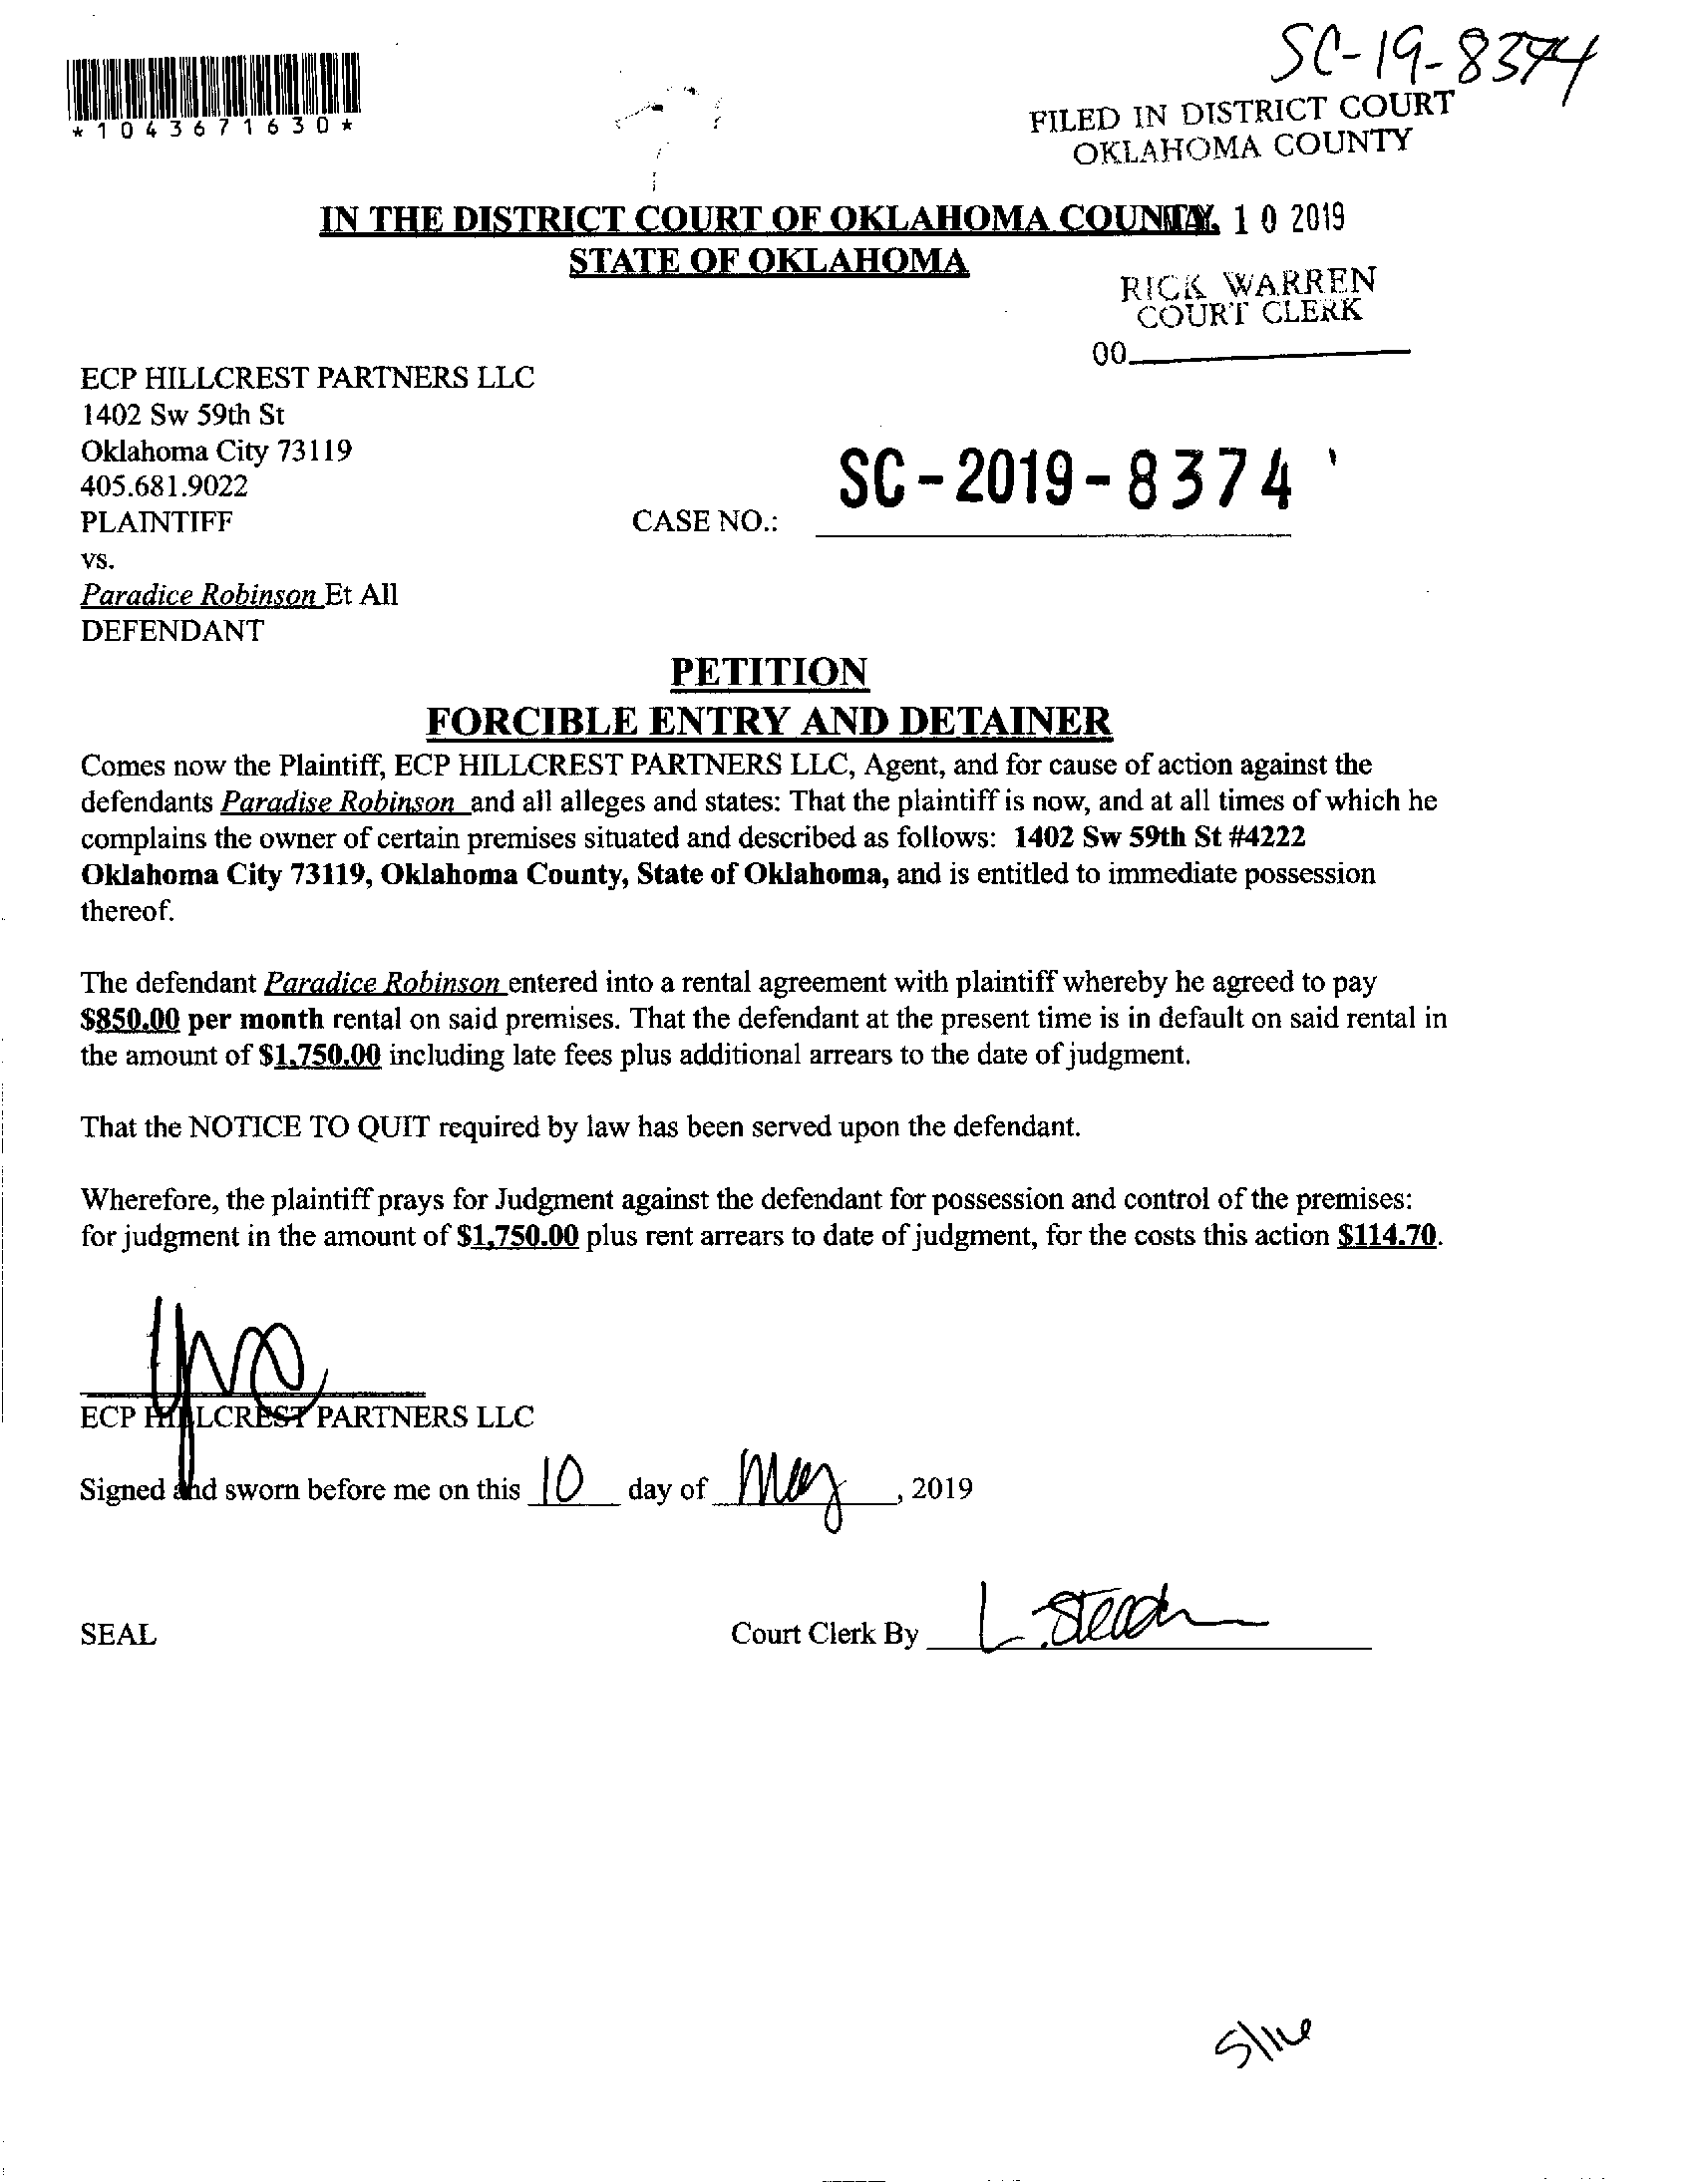 SC-19-8374
*1043671630*
FILED IN DISTRICT COURT
OKLAHOMA COUNTY
IN THE DISTRICT COURT OF OKLAHOMA COUNTY
MAY 10 2019
STATE OF OKLAHOMA
RICK WARREN
COURT CLERK
00
ECP HILLCREST PARTNERS LLC
1402 Sw 59th St
Oklahoma City 73119
405.681.9022
PLAINTIFF
CASE NO.: SC-2019-8374
vs.
Paradice Robinson Et All
DEFENDANT
PETITION
FORCIBLE ENTRY AND DETAINER
Comes now the Plaintiff, ECP HILLCREST PARTNERS LLC, Agent, and for cause of action against the
defendants Paradise Robinson and all alleges and states: That the plaintiff is now, and at all times of which he
complains the owner of certain premises situated and described as follows: 1402 Sw 59th St #4222
Oklahoma City 73119, Oklahoma County, State of Oklahoma, and is entitled to immediate possession
thereof.
The defendant Paradice Robinson entered into a rental agreement with plaintiff whereby he agreed to pay
$850.00 per month rental on said premises. That the defendant at the present time is in default on said rental in
the amount of $1,750.00 including late fees plus additional arrears to the date of judgment.
That the NOTICE TO QUIT required by law has been served upon the defendant.
Wherefore, the plaintiff prays for Judgment against the defendant for possession and control of the premises:
for judgment in the amount of $1,750.00 plus rent arrears to date of judgment, for the costs this action $114.70.
ECP HILLCREST PARTNERS LLC
Signed and sworn before me on this 10 day of May, 2019
SEAL
Court Clerk By